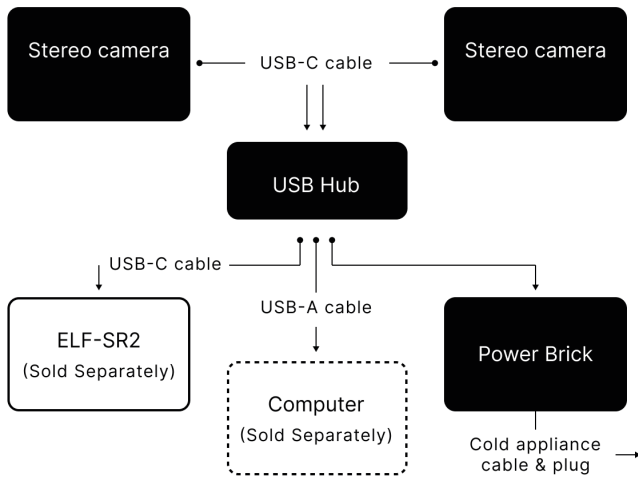 Stereo camera
USB-C cable
Stereo camera
USB Hub
USB-C cable
USB-A cable
ELF-SR2
(Sold Separately)
Computer
(Sold Separately)
Power Brick
Cold appliance
cable & plug